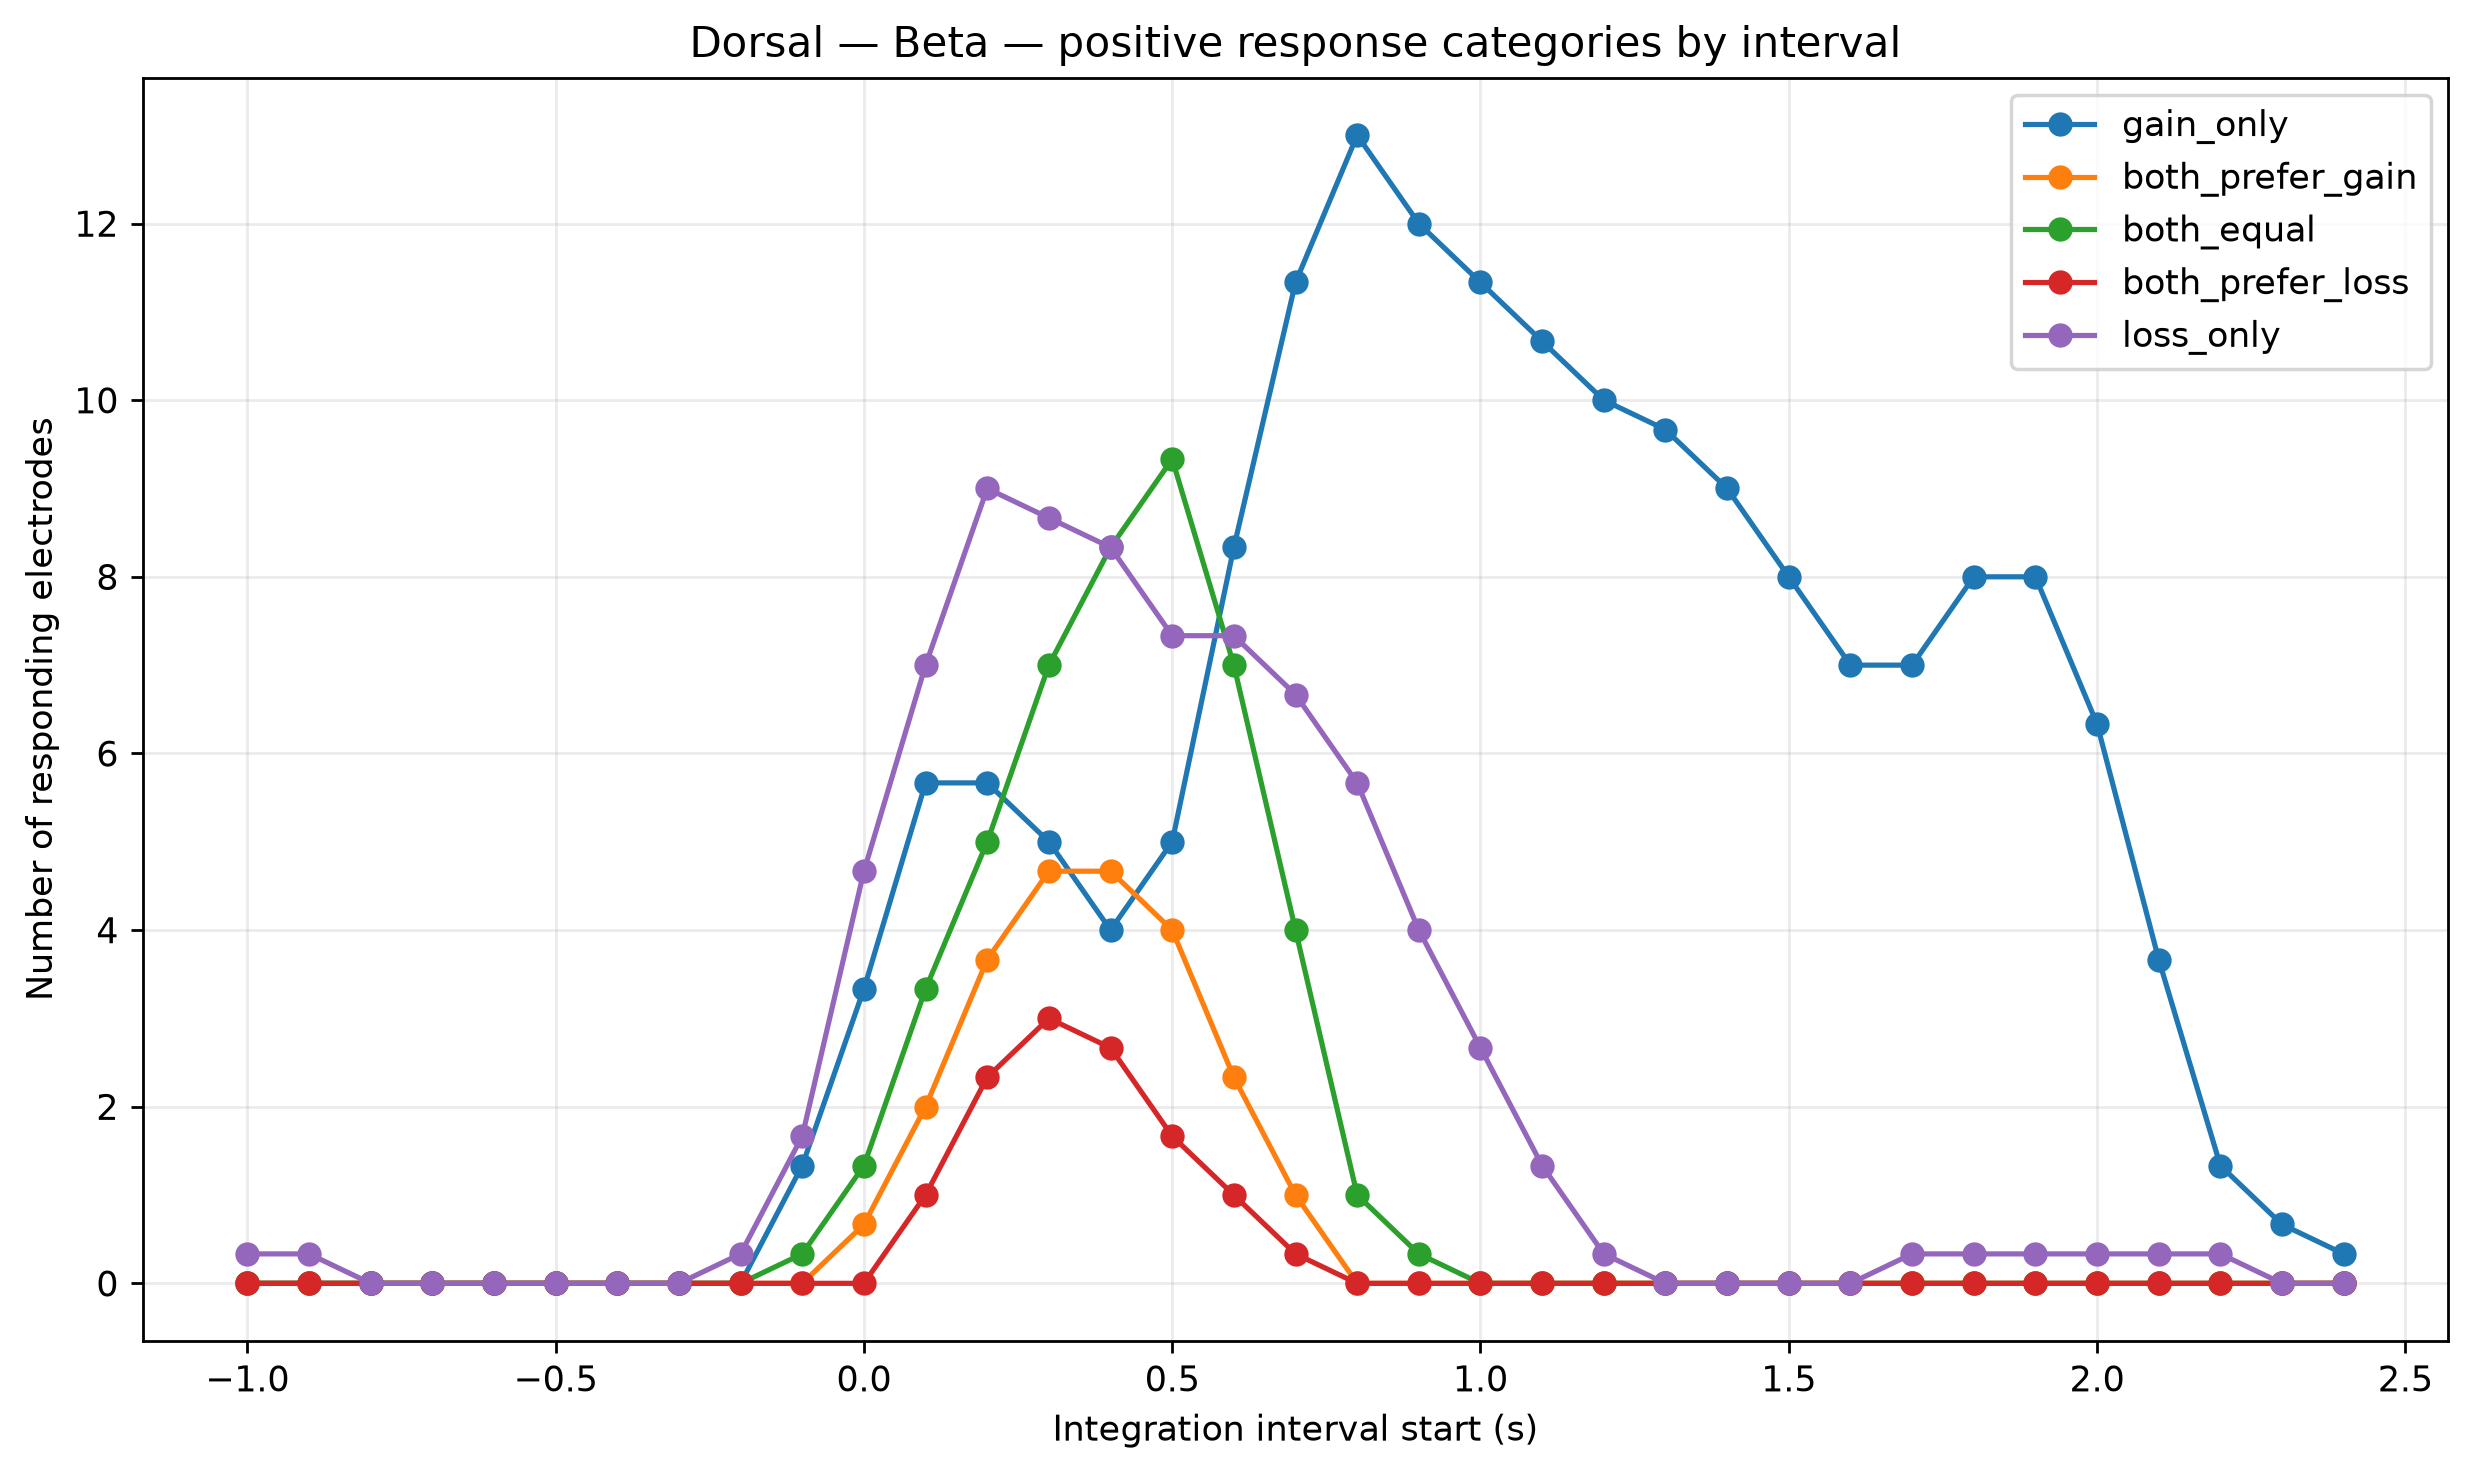 Dorsal — Beta — positive response categories by interval
gain_only
both_prefer_gain
both_equal
both_prefer_loss
loss_only
Number of responding electrodes
12
10
8
6
4
2
0
−1.0 −0.5 0.0 0.5 1.0 1.5 2.0 2.5
Integration interval start (s)